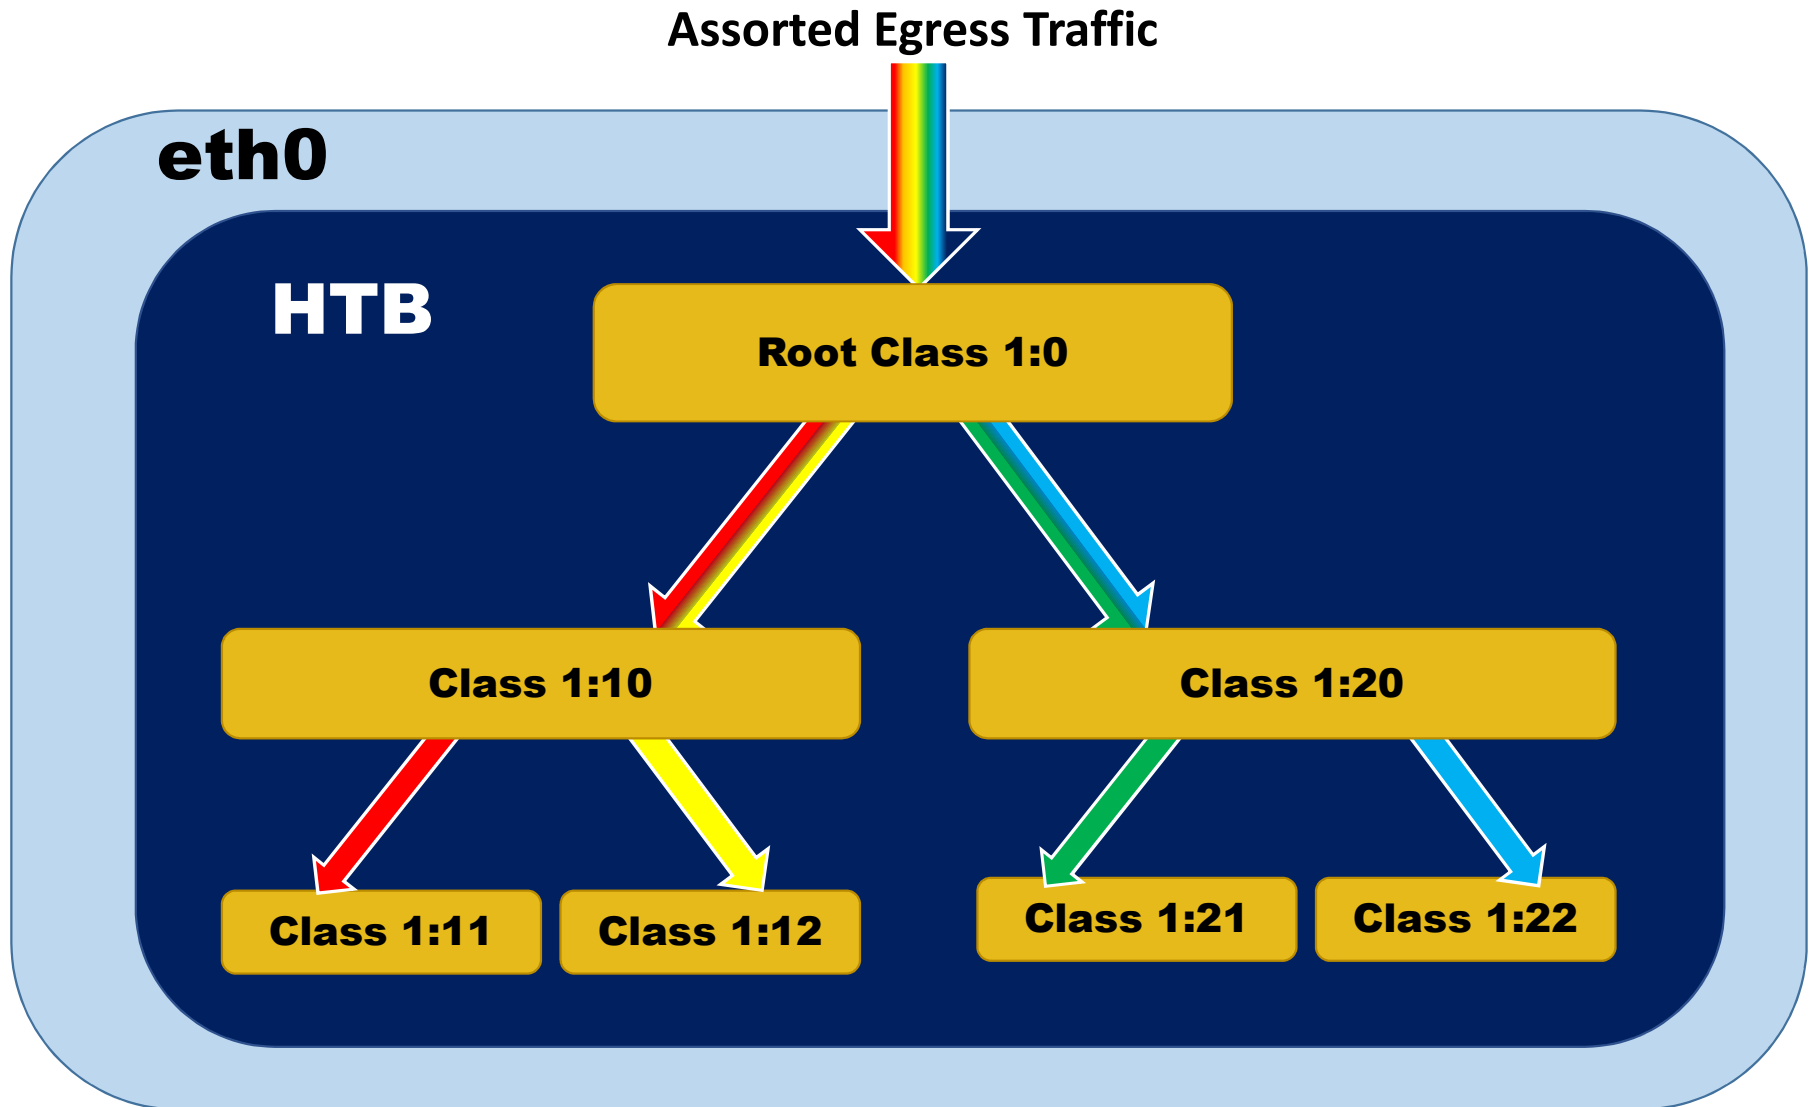 Assorted Egress Traffic
eth0
HTB
Root Class 1:0
Class 1:10
Class 1:20
Class 1:11
Class 1:12
Class 1:21
Class 1:22